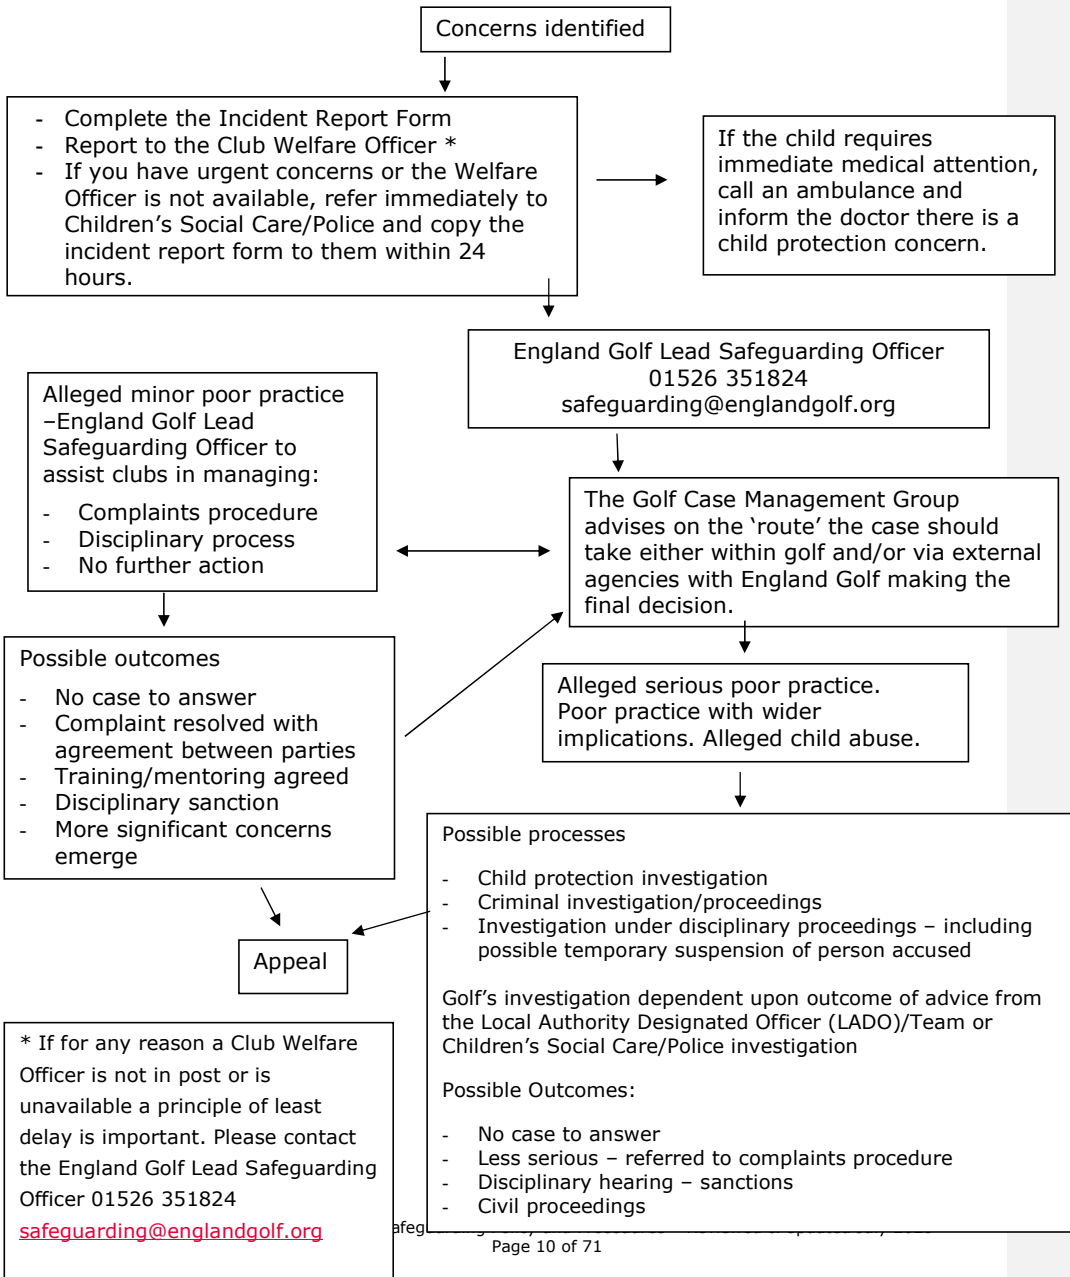 Concerns identified
- Complete the Incident Report Form
- Report to the Club Welfare Officer *
- If you have urgent concerns or the Welfare
Officer is not available, refer immediately to
Children's Social Care/Police and copy the
incident report form to them within 24
hours.
If the child requires
immediate medical attention,
call an ambulance and
inform the doctor there is a
child protection concern.
England Golf Lead Safeguarding Officer
01526 351824
safeguarding@englandgolf.org
Alleged minor poor practice
–England Golf Lead
Safeguarding Officer to
assist clubs in managing:
- Complaints procedure
- Disciplinary process
- No further action
The Golf Case Management Group
advises on the ‘route’ the case should
take either within golf and/or via external
agencies with England Golf making the
final decision.
Possible outcomes
- No case to answer
- Complaint resolved with
agreement between parties
- Training/mentoring agreed
- Disciplinary sanction
- More significant concerns
emerge
Alleged serious poor practice.
Poor practice with wider
implications. Alleged child abuse.
Possible processes
- Child protection investigation
- Criminal investigation/proceedings
- Investigation under disciplinary proceedings – including
possible temporary suspension of person accused
Golf's investigation dependent upon outcome of advice from
the Local Authority Designated Officer (LADO)/Team or
Children's Social Care/Police investigation
Possible Outcomes:
- No case to answer
- Less serious – referred to complaints procedure
- Disciplinary hearing – sanctions
- Civil proceedings
Appeal
* If for any reason a Club Welfare
Officer is not in post or is
unavailable a principle of least
delay is important. Please contact
the England Golf Lead Safeguarding
Officer 01526 351824
safeguarding@englandgolf.org
Page 10 of 71